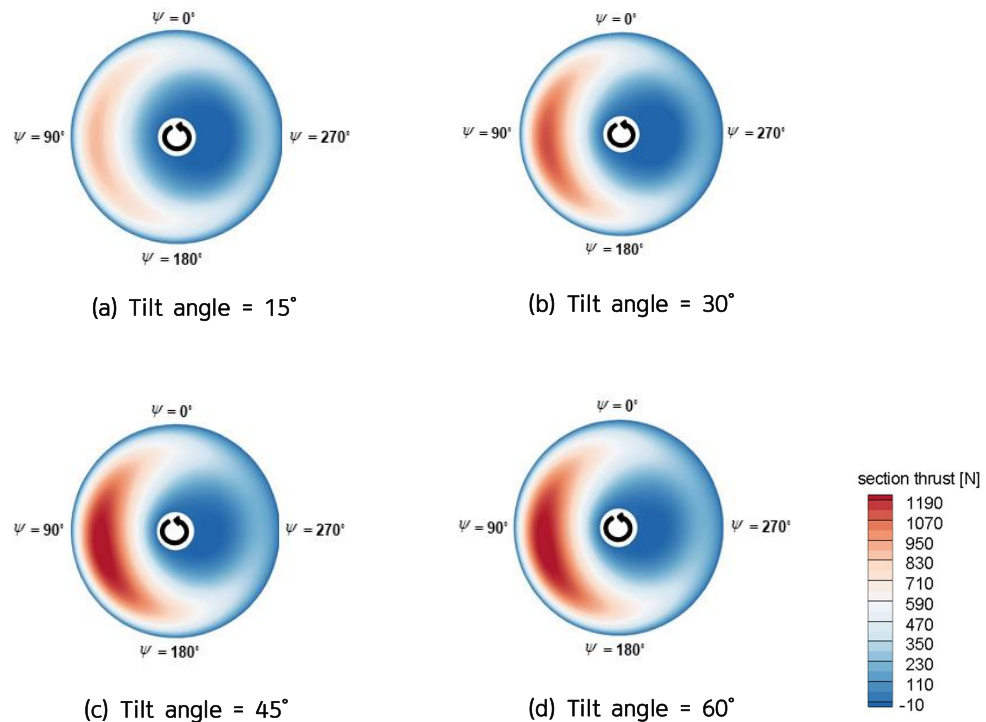 ψ = 0° ψ = 0°
ψ = 90° ψ = 270° ψ = 90° ψ = 270°
ψ = 180° ψ = 180°
(a) Tilt angle = 15° (b) Tilt angle = 30°
ψ = 0° ψ = 0°
ψ = 90° ψ = 270° ψ = 90° ψ = 270°
ψ = 180° ψ = 180°
(c) Tilt angle = 45° (d) Tilt angle = 60°
section thrust [N]
1190
1070
950
830
710
590
470
350
230
110
-10